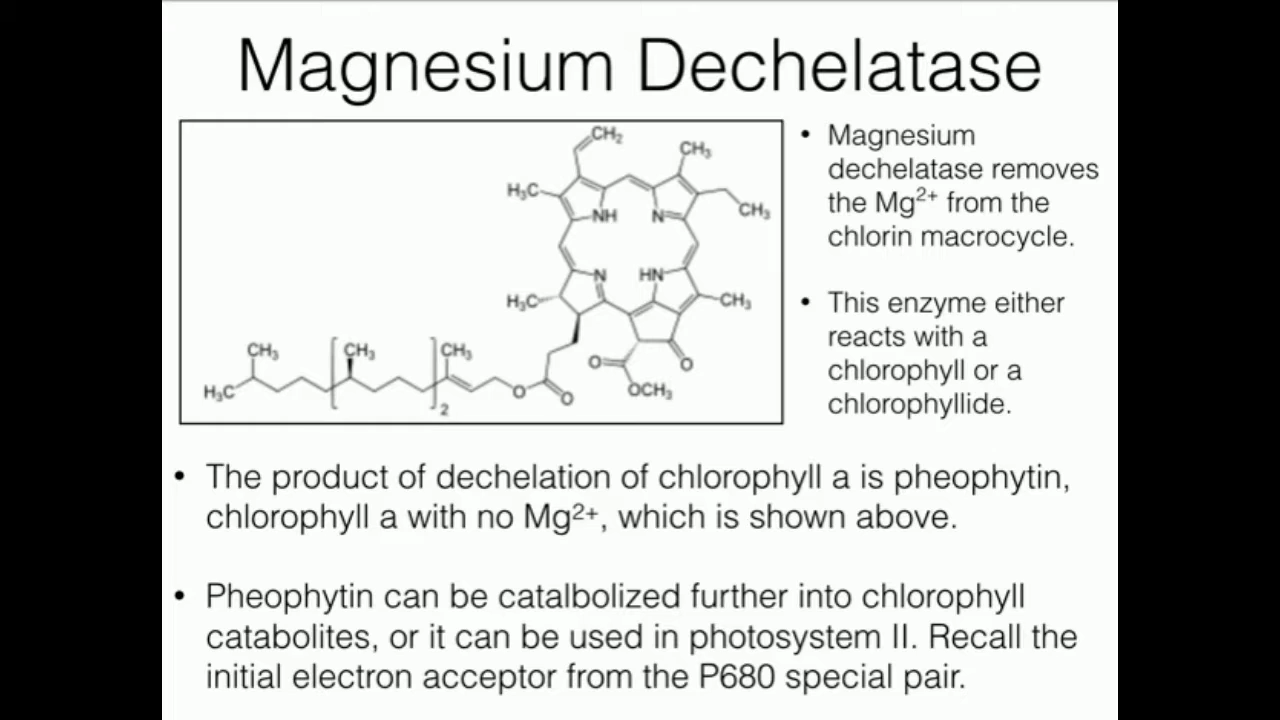 Magnesium Dechelatase
CH₂
CH₃
H₃C
CH₃
NH
N
N
HN
H₃C
CH₃
CH₃
CH₃
CH₃
O
O
H₃C
O
O
OCH₃
2
• Magnesium
dechelatase removes
the Mg²⁺ from the
chlorin macrocycle.
• This enzyme either
reacts with a
chlorophyll or a
chlorophyllide.
• The product of dechelation of chlorophyll a is pheophytin,
chlorophyll a with no Mg²⁺, which is shown above.
• Pheophytin can be catalbolized further into chlorophyll
catabolites, or it can be used in photosystem II. Recall the
initial electron acceptor from the P680 special pair.